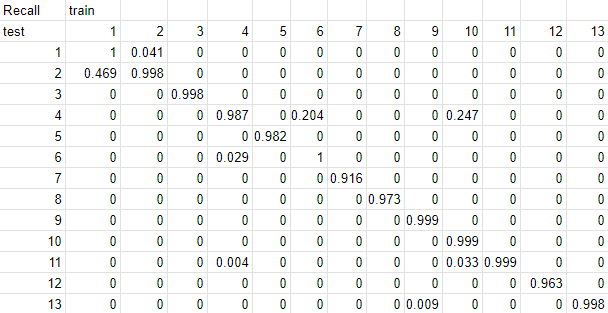 Recall train
test 1 2 3 4 5 6 7 8 9 10 11 12 13
1 1 0.041 0 0 0 0 0 0 0 0 0 0 0
2 0.469 0.998 0 0 0 0 0 0 0 0 0 0 0
3 0 0 0.998 0 0 0 0 0 0 0 0 0 0
4 0 0 0 0.987 0 0.204 0 0 0 0.247 0 0 0
5 0 0 0 0 0.982 0 0 0 0 0 0 0 0
6 0 0 0 0.029 0 1 0 0 0 0 0 0 0
7 0 0 0 0 0 0 0.916 0 0 0 0 0 0
8 0 0 0 0 0 0 0 0.973 0 0 0 0 0
9 0 0 0 0 0 0 0 0 0.999 0 0 0 0
10 0 0 0 0 0 0 0 0 0 0.999 0 0 0
11 0 0 0 0.004 0 0 0 0 0 0.033 0.999 0 0
12 0 0 0 0 0 0 0 0 0 0 0 0.963 0
13 0 0 0 0 0 0 0 0 0.009 0 0 0 0.998